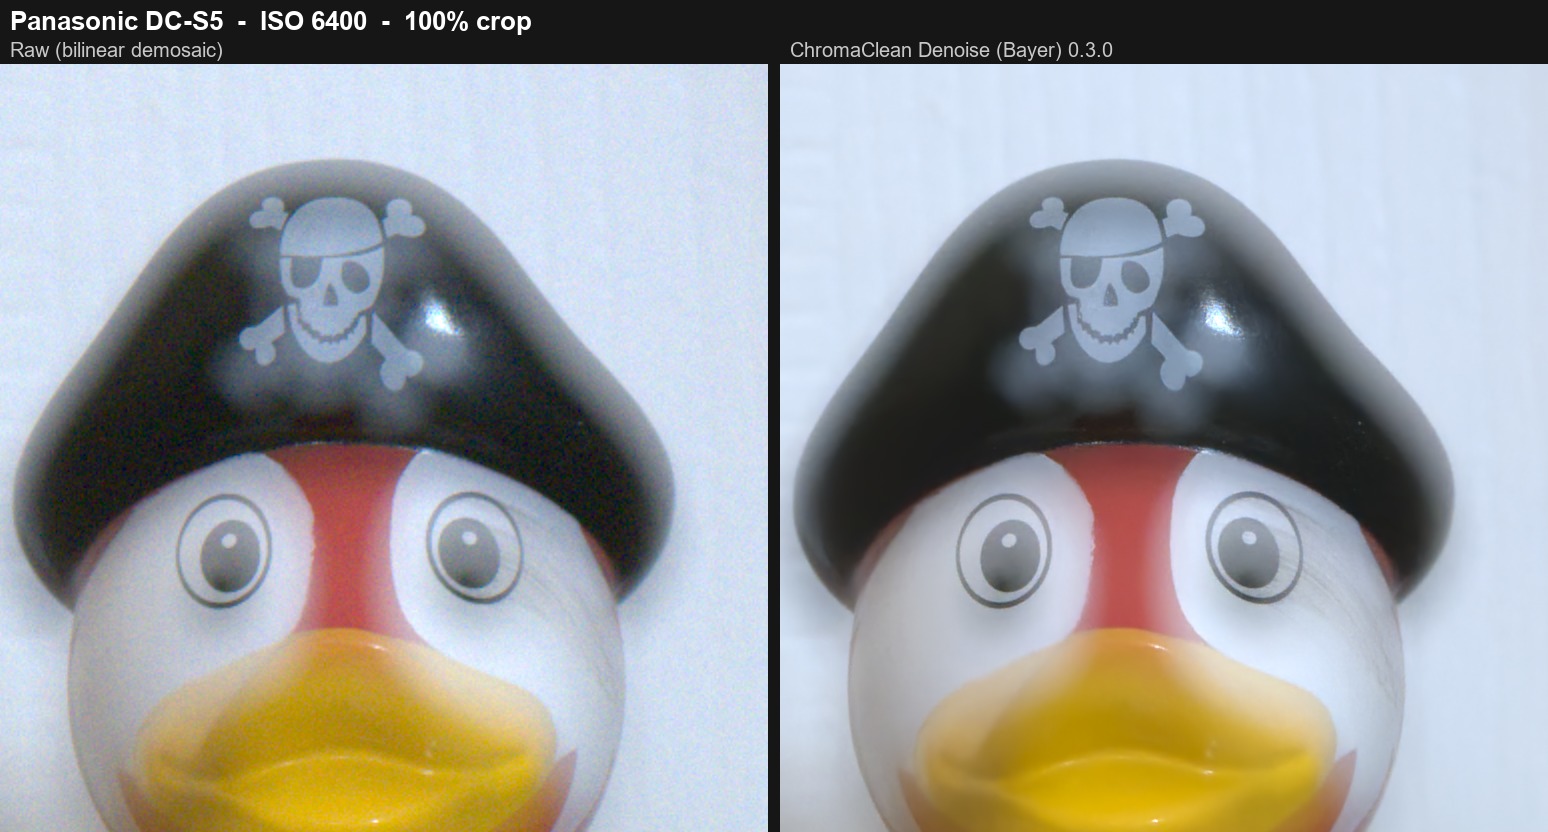 Panasonic DC-S5  -  ISO 6400  -  100% crop
Raw (bilinear demosaic)
ChromaClean Denoise (Bayer) 0.3.0